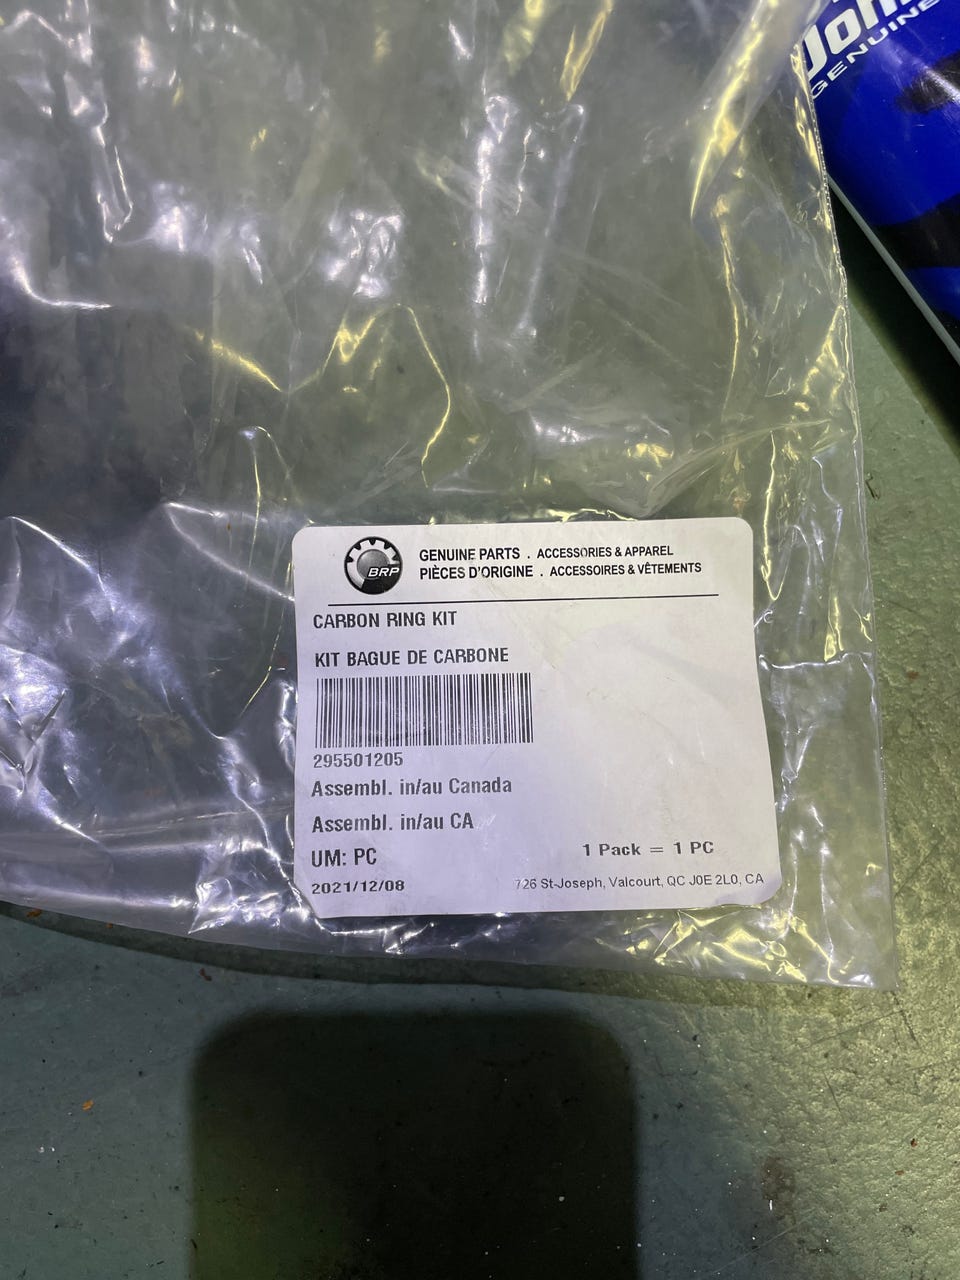 GENUINE
BRP
GENUINE PARTS . ACCESSORIES & APPAREL
PIÈCES D'ORIGINE . ACCESSOIRES & VÊTEMENTS
CARBON RING KIT
KIT BAGUE DE CARBONE
295501205
Assembl. in/au Canada
Assembl. in/au CA
UM: PC
1 Pack = 1 PC
2021/12/08
726 St-Joseph, Valcourt, QC J0E 2L0, CA